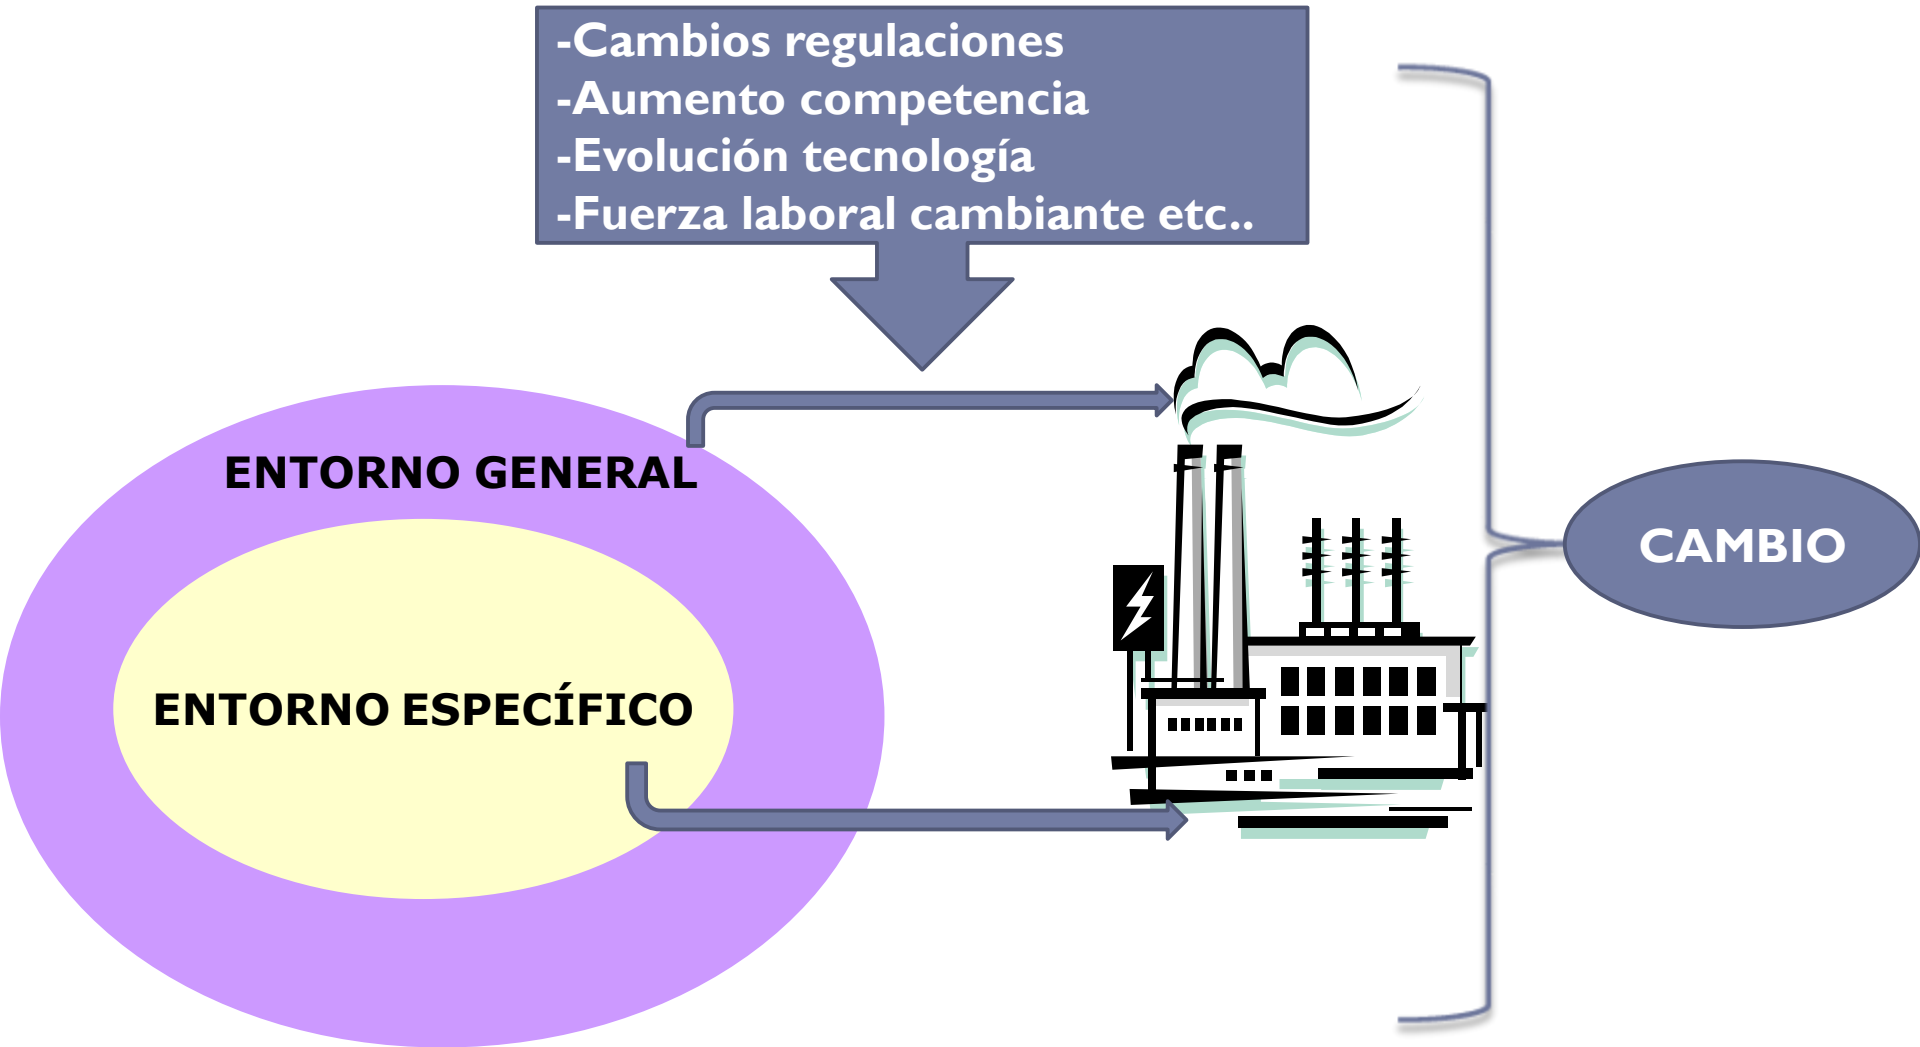 -Cambios regulaciones
-Aumento competencia
-Evolución tecnología
-Fuerza laboral cambiante etc..
ENTORNO GENERAL
ENTORNO ESPECÍFICO
CAMBIO